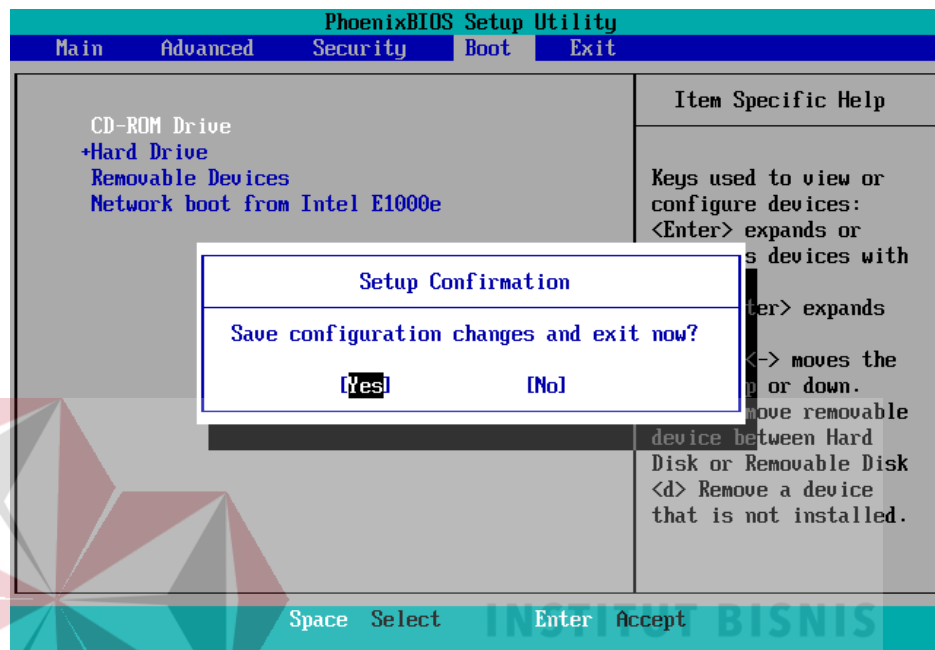 PhoenixBIOS Setup Utility
Main Advanced Security Boot Exit
CD-ROM Drive
+Hard Drive
Removable Devices
Network boot from Intel E1000e
Item Specific Help
Keys used to view or
configure devices:
<Enter> expands or
s devices with
ter> expands
<-> moves the
p or down.
move removable
device between Hard
Disk or Removable Disk
<d> Remove a device
that is not installed.
Setup Confirmation
Save configuration changes and exit now?
[Yes] [No]
Space Select Enter Accept
INSTITUT BISNIS